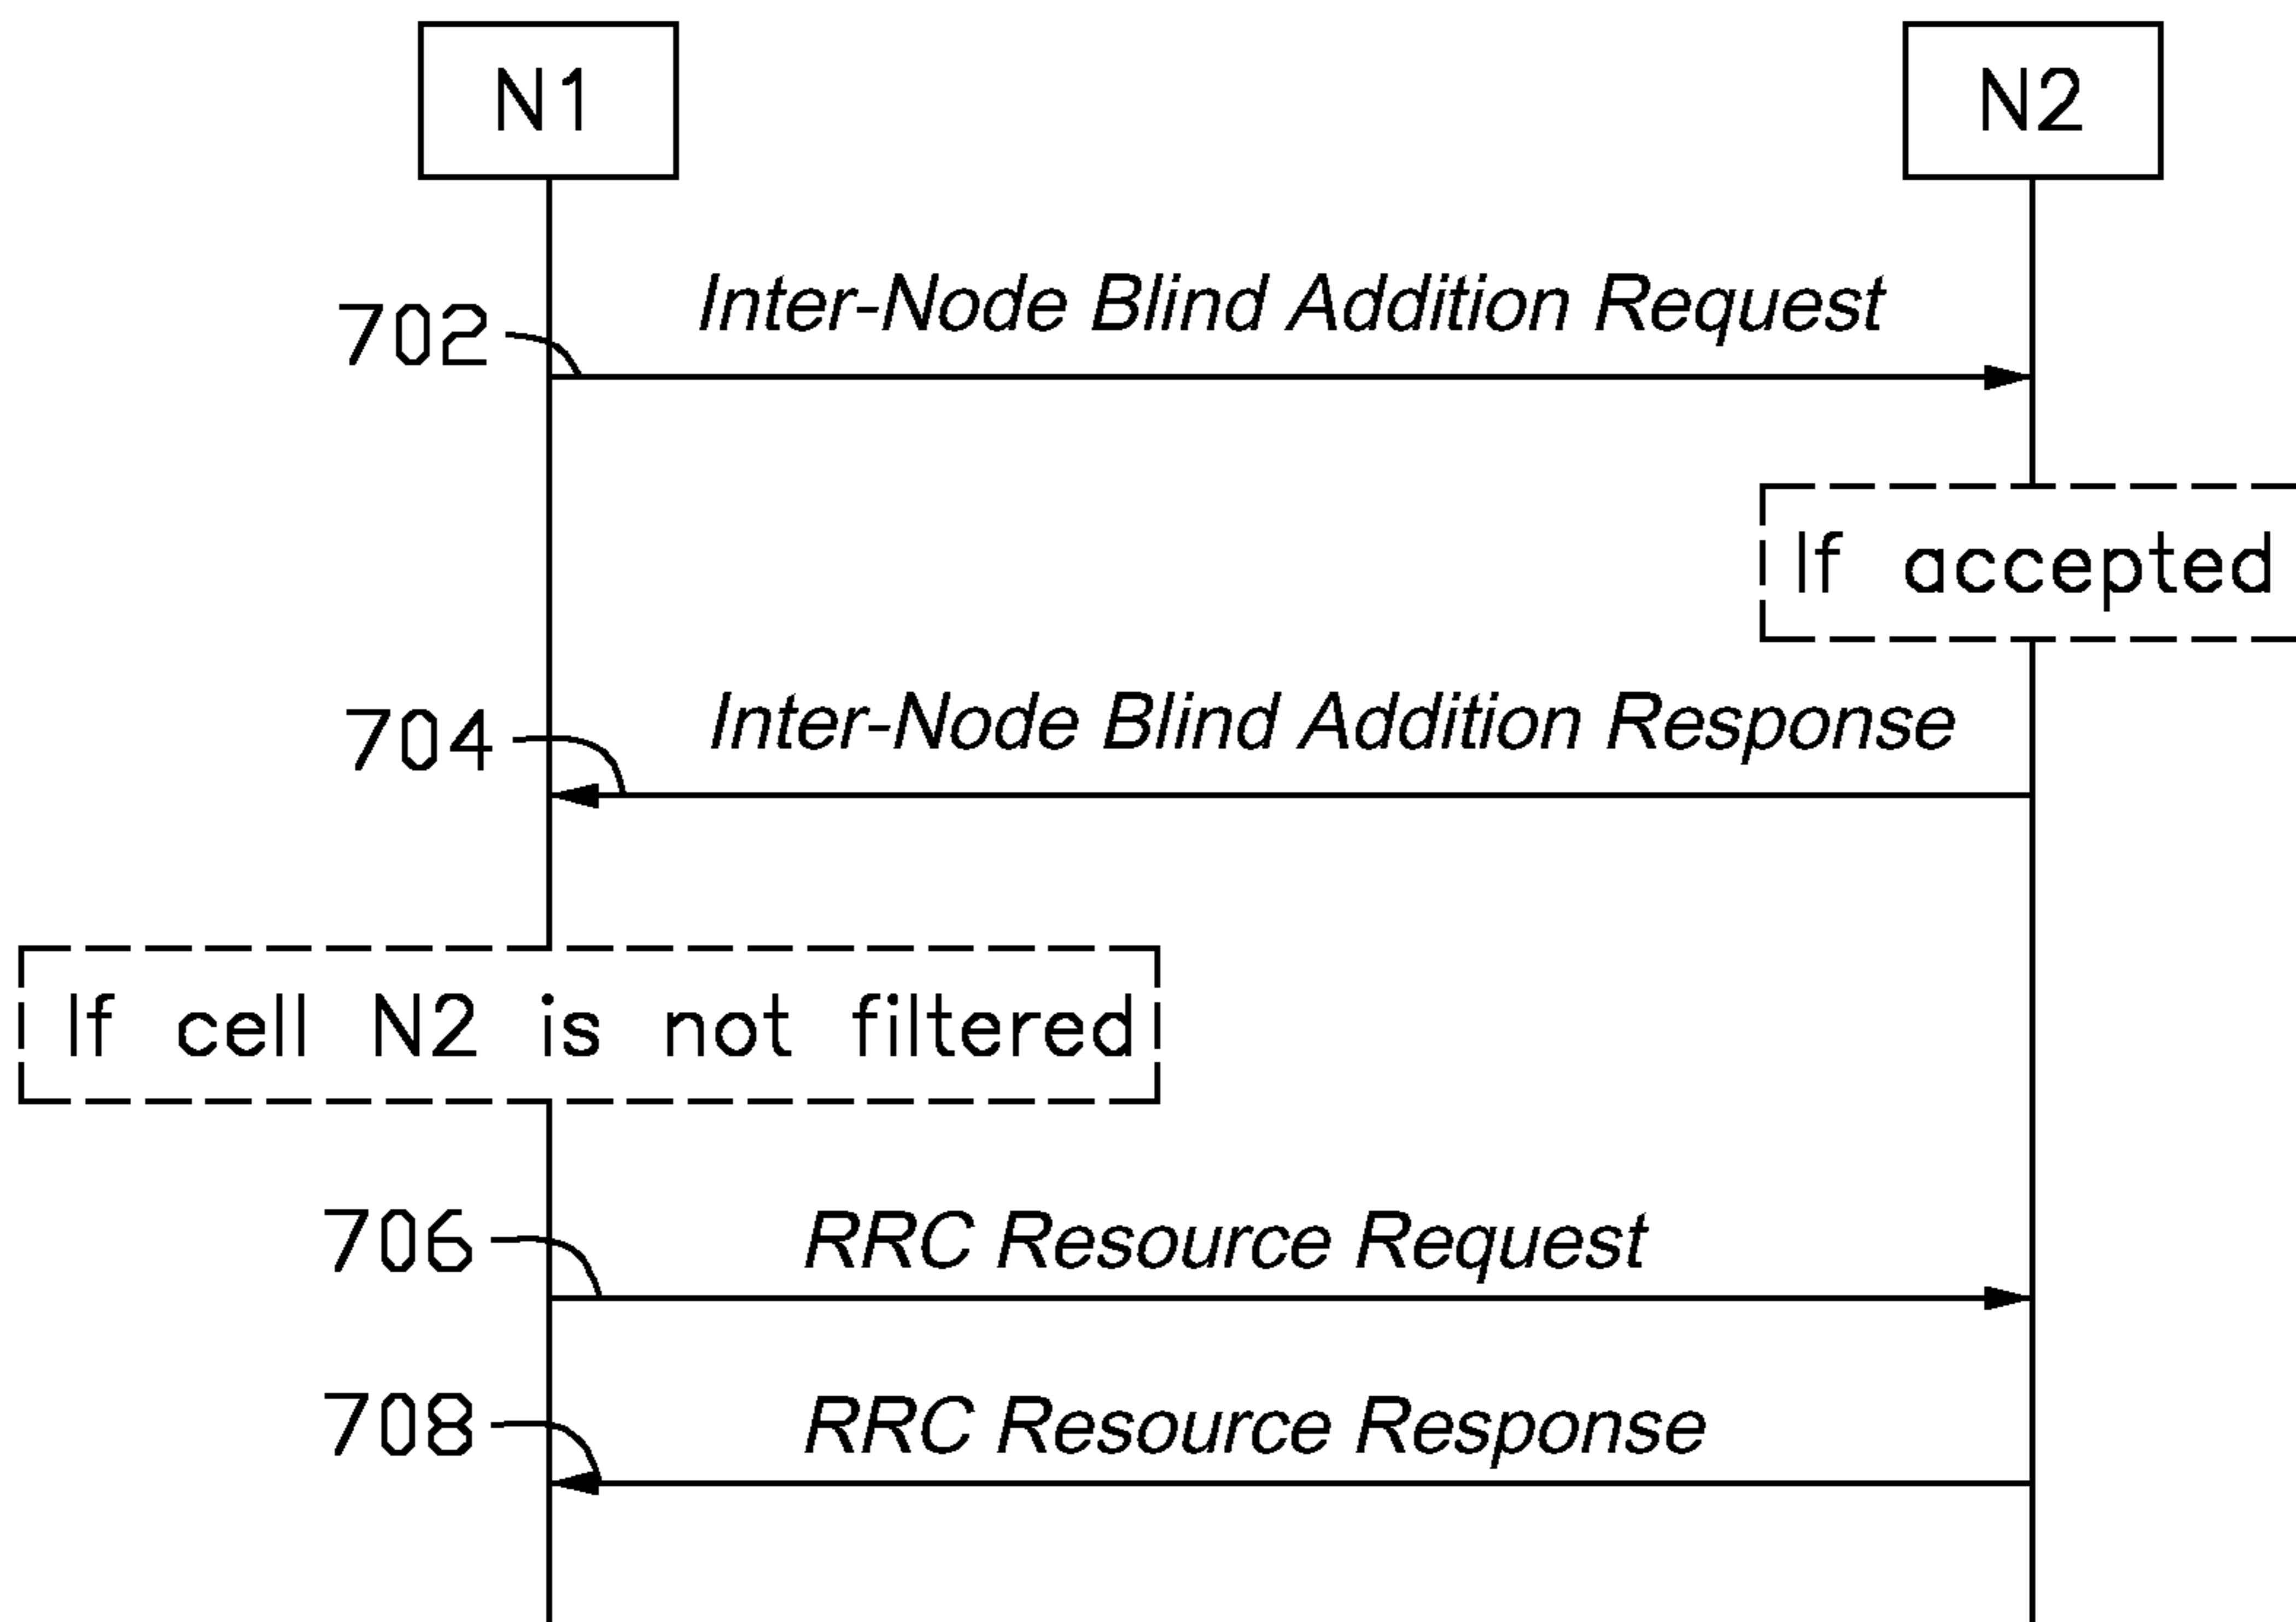 N1
N2
702
Inter-Node Blind Addition Request
If accepted
704
Inter-Node Blind Addition Response
If cell N2 is not filtered
706
RRC Resource Request
708
RRC Resource Response